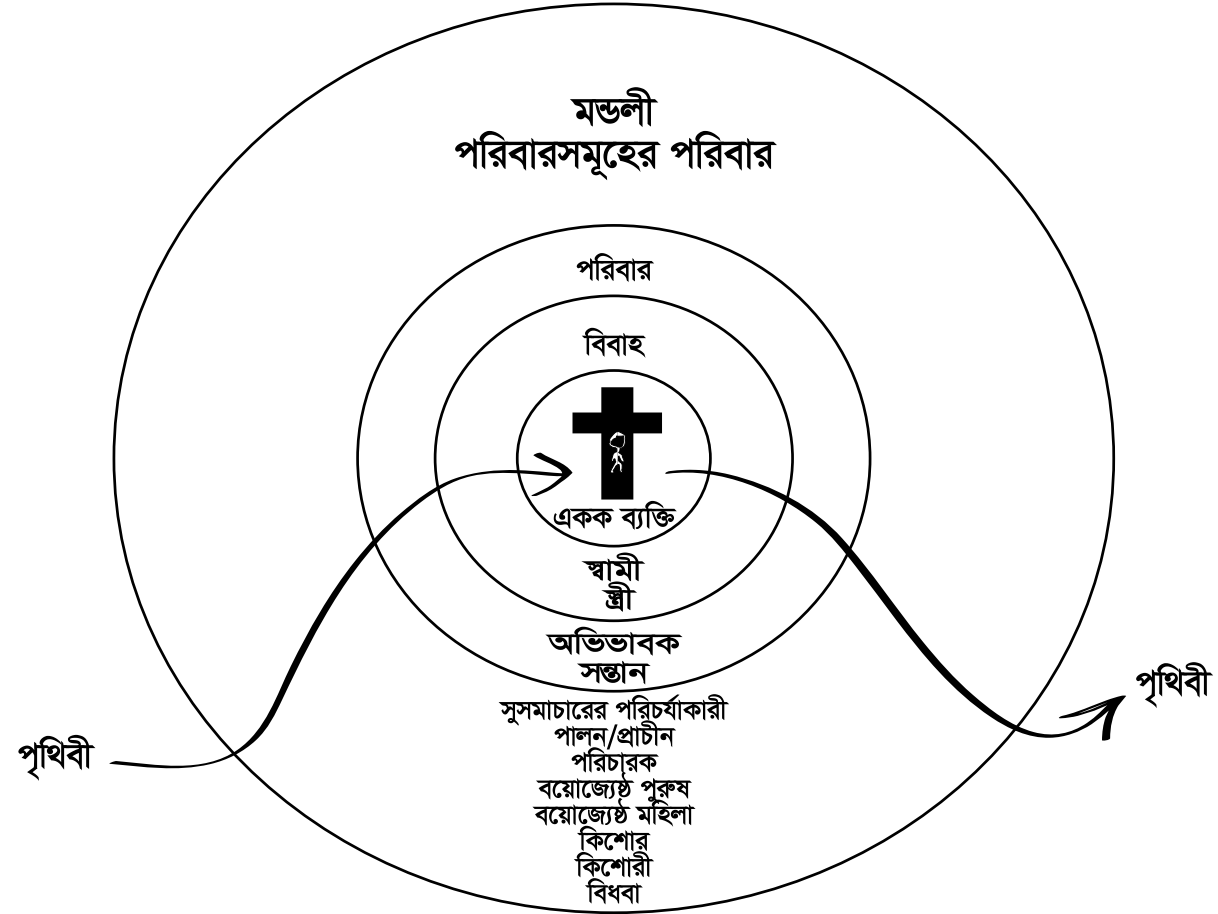 মন্ডলী
পরিবারসমূহের পরিবার
পরিবার
বিবাহ
একক ব্যক্তি
স্বামী
স্ত্রী
অভিভাবক
সন্তান
সুসমাচারের পরিচর্যাকারী
পালন/প্রাচীন
পরিচারক
বয়োজ্যেষ্ঠ পুরুষ
বয়োজ্যেষ্ঠ মহিলা
কিশোর
কিশোরী
বিধবা
পৃথিবী
পৃথিবী